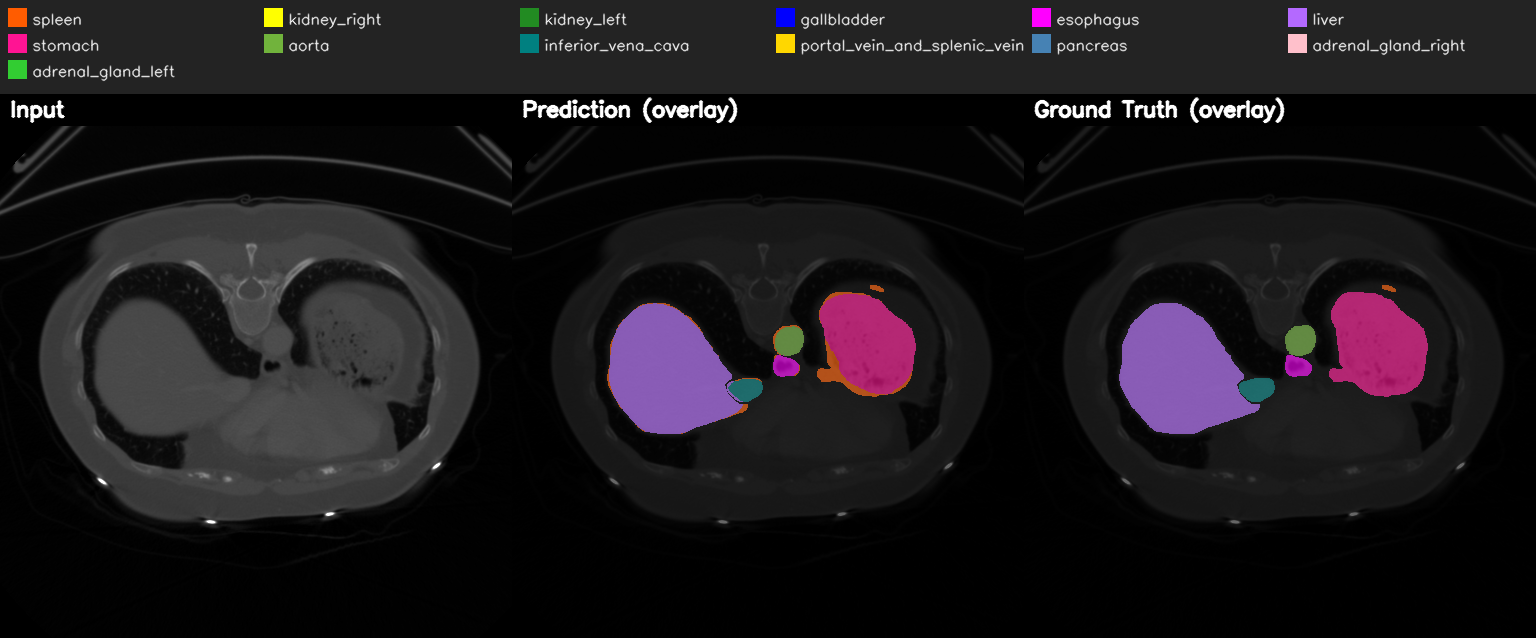 spleen kidney_right kidney_left gallbladder esophagus liver
stomach aorta inferior_vena_cava portal_vein_and_splenic_vein pancreas adrenal_gland_right
adrenal_gland_left
Input Prediction (overlay) Ground Truth (overlay)